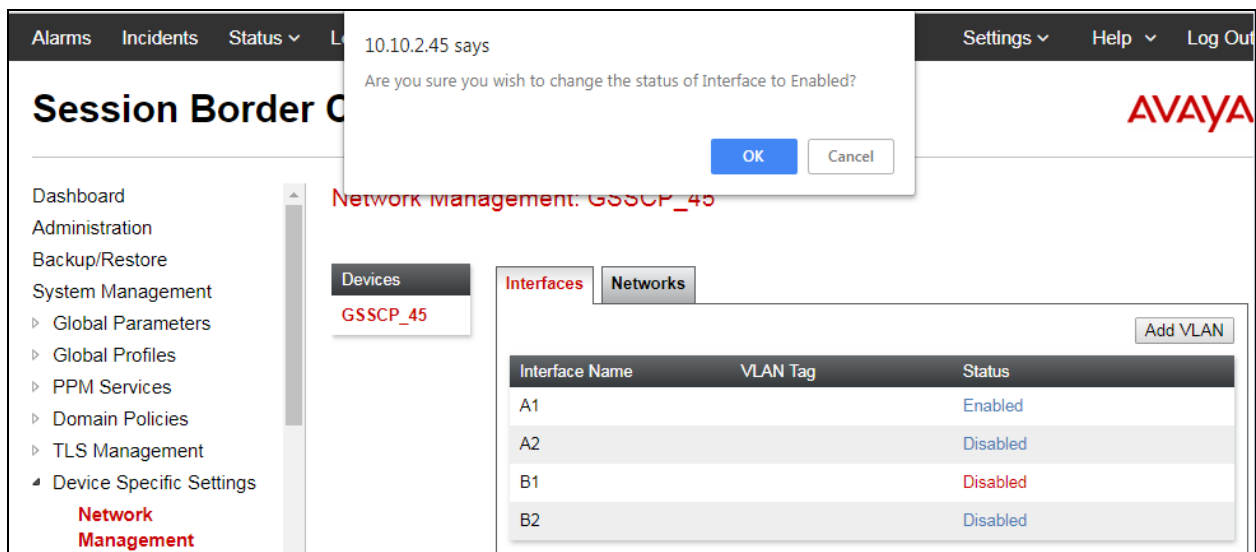 Alarms Incidents Status L Settings Help Log Out
10.10.2.45 says
Are you sure you wish to change the status of Interface to Enabled?
OK Cancel
Session Border
AVAYA
Network Management: GSSCP_45
Dashboard
Administration
Backup/Restore
System Management
Global Parameters
Global Profiles
PPM Services
Domain Policies
TLS Management
Device Specific Settings
Network
Management
Devices
GSSCP_45
Interfaces Networks
Add VLAN
Interface Name VLAN Tag Status
A1 Enabled
A2 Disabled
B1 Disabled
B2 Disabled